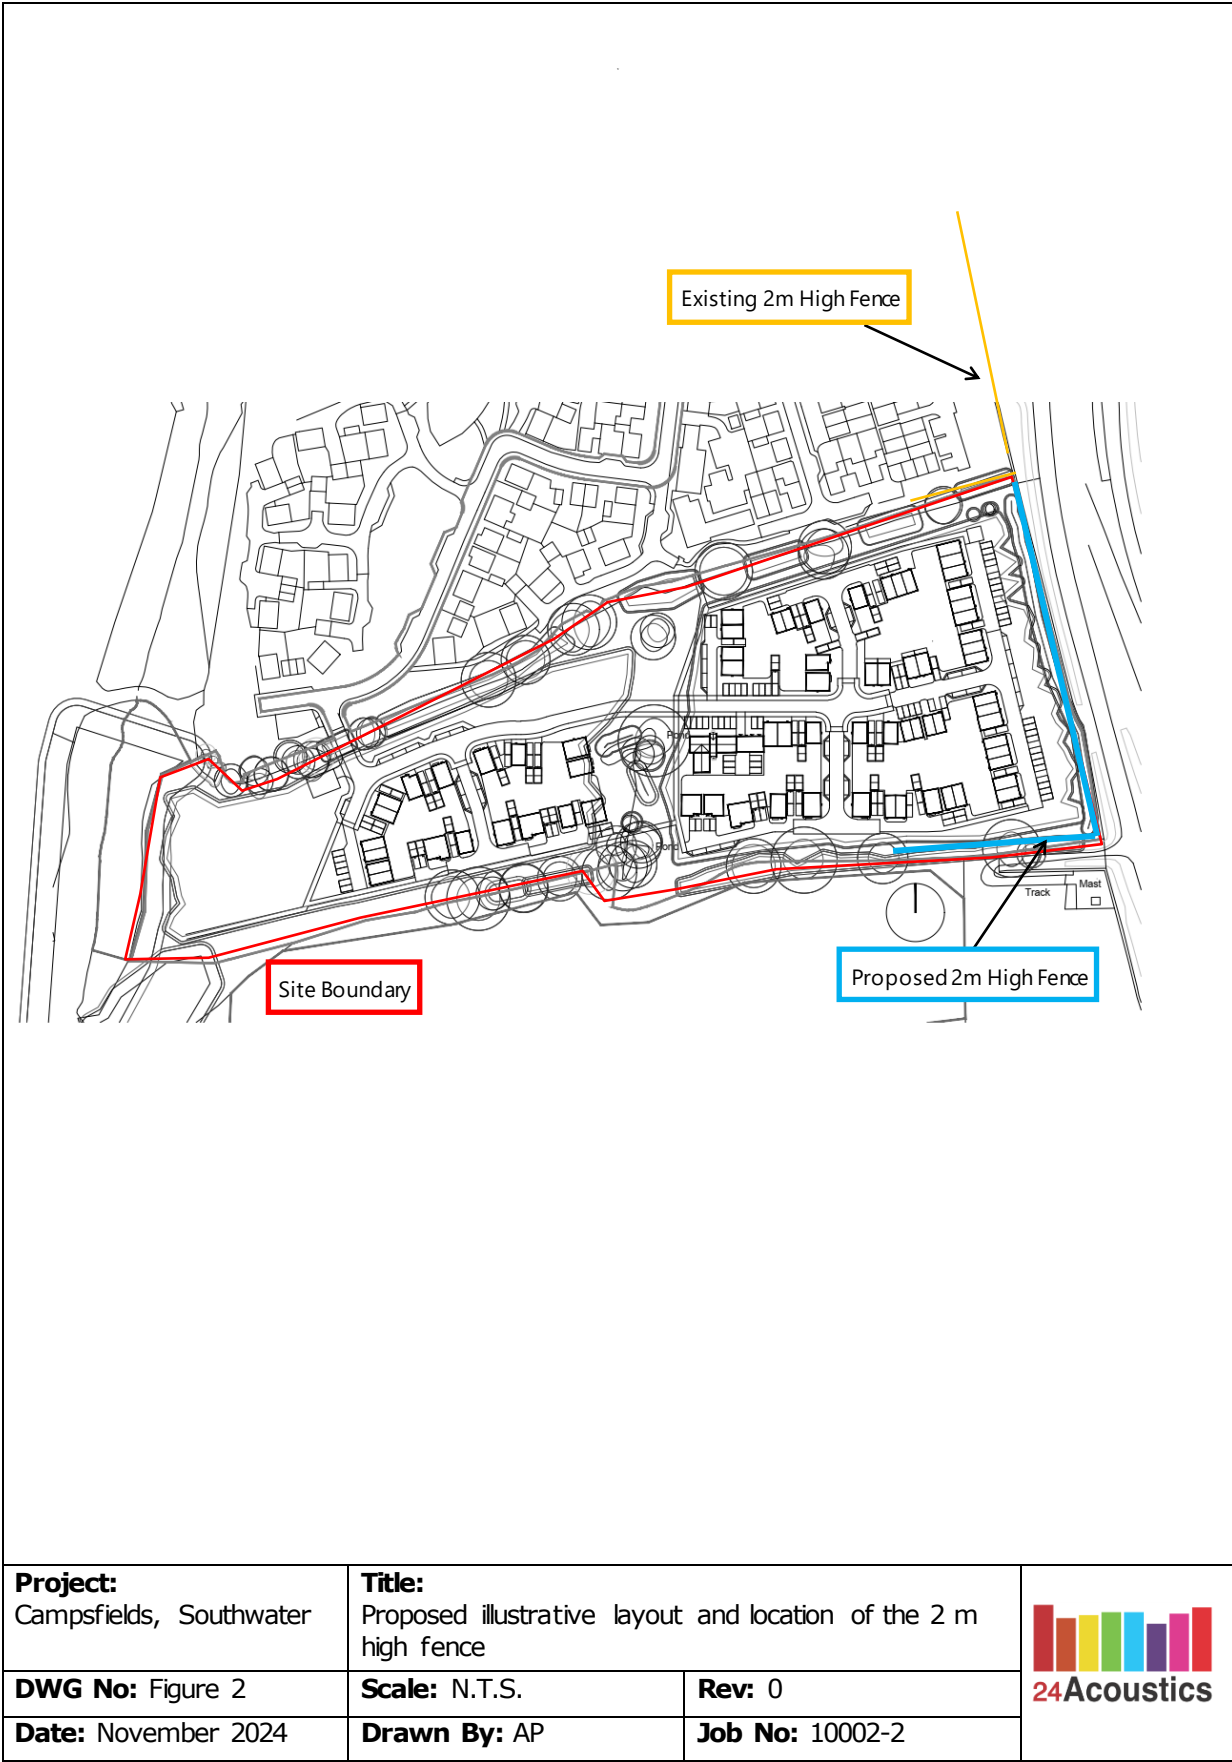 Existing 2m High Fence
Pond
Pond
Track
Mast
Site Boundary
Proposed 2m High Fence
Project:
Campsfields, Southwater
Title:
Proposed illustrative layout and location of the 2 m
high fence
DWG No: Figure 2
Scale: N.T.S.
Rev: 0
Date: November 2024
Drawn By: AP
Job No: 10002-2
24Acoustics